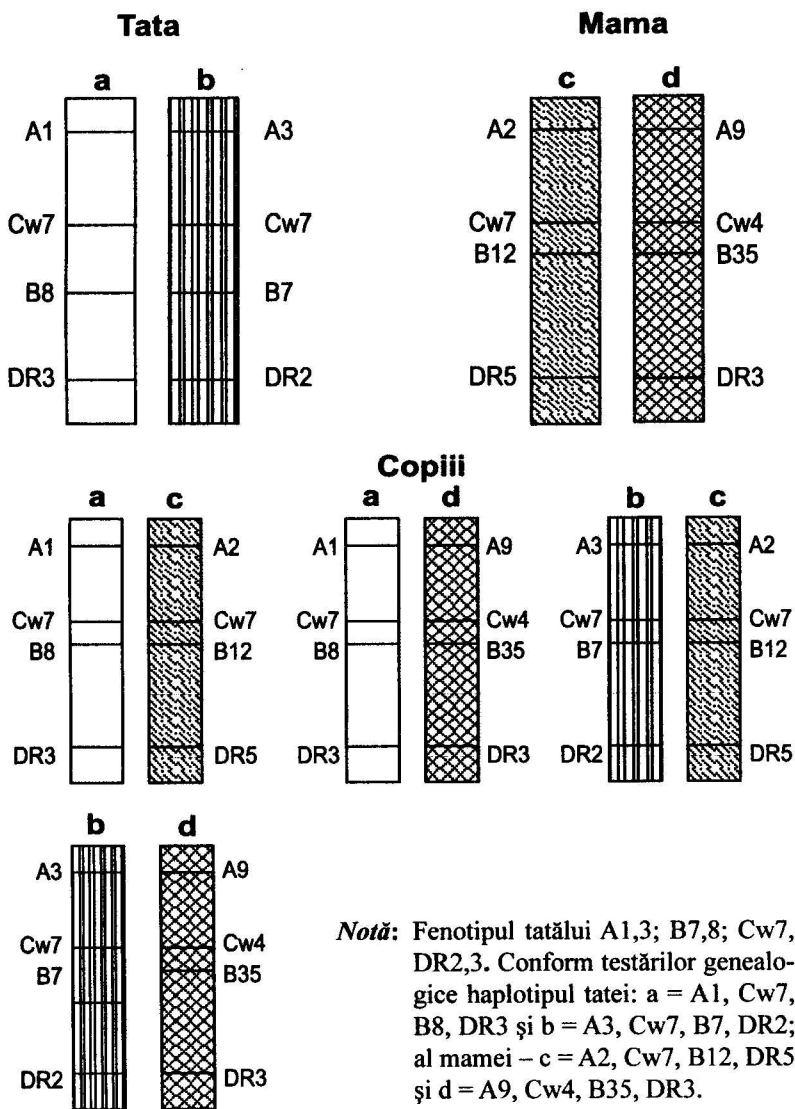 Tata Mama
a b c d
A1 A3 A2 A9
Cw7 Cw7 Cw7 Cw4
B12 B35
B8 B7
DR3 DR2 DR5 DR3
Copiii
a c a d b c
A1 A2 A1 A9 A3 A2
Cw7 Cw7 Cw7 Cw4 Cw7 Cw7
B8 B12 B8 B35 B7 B12
DR3 DR5 DR3 DR3 DR2 DR5
b d
A3 A9
Cw7 Cw4
B7 B35
DR2 DR3
Notă: Fenotipul tatălui A1,3; B7,8; Cw7,
DR2,3. Conform testărilor genealo-
gice haplotipul tatei: a = A1, Cw7,
B8, DR3 şi b = A3, Cw7, B7, DR2;
al mamei – c = A2, Cw7, B12, DR5
şi d = A9, Cw4, B35, DR3.